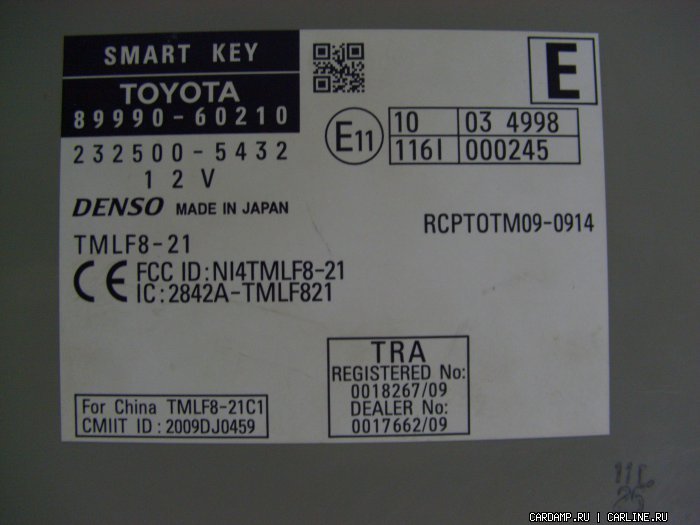 SMART KEY
TOYOTA
89990-60210
232500-5432
12V
DENSO MADE IN JAPAN
E
E11
10 03 4998
116I 000245
RCPTOTM09-0914
TMLF8-21
CE FCC ID:NI4TMLF8-21
IC:2842A-TMLF821
TRA
REGISTERED No:
0018267/09
DEALER No:
0017662/09
For China TMLF8-21C1
CMIIT ID : 2009DJ0459
CARDAMP.RU | CARLINE.RU